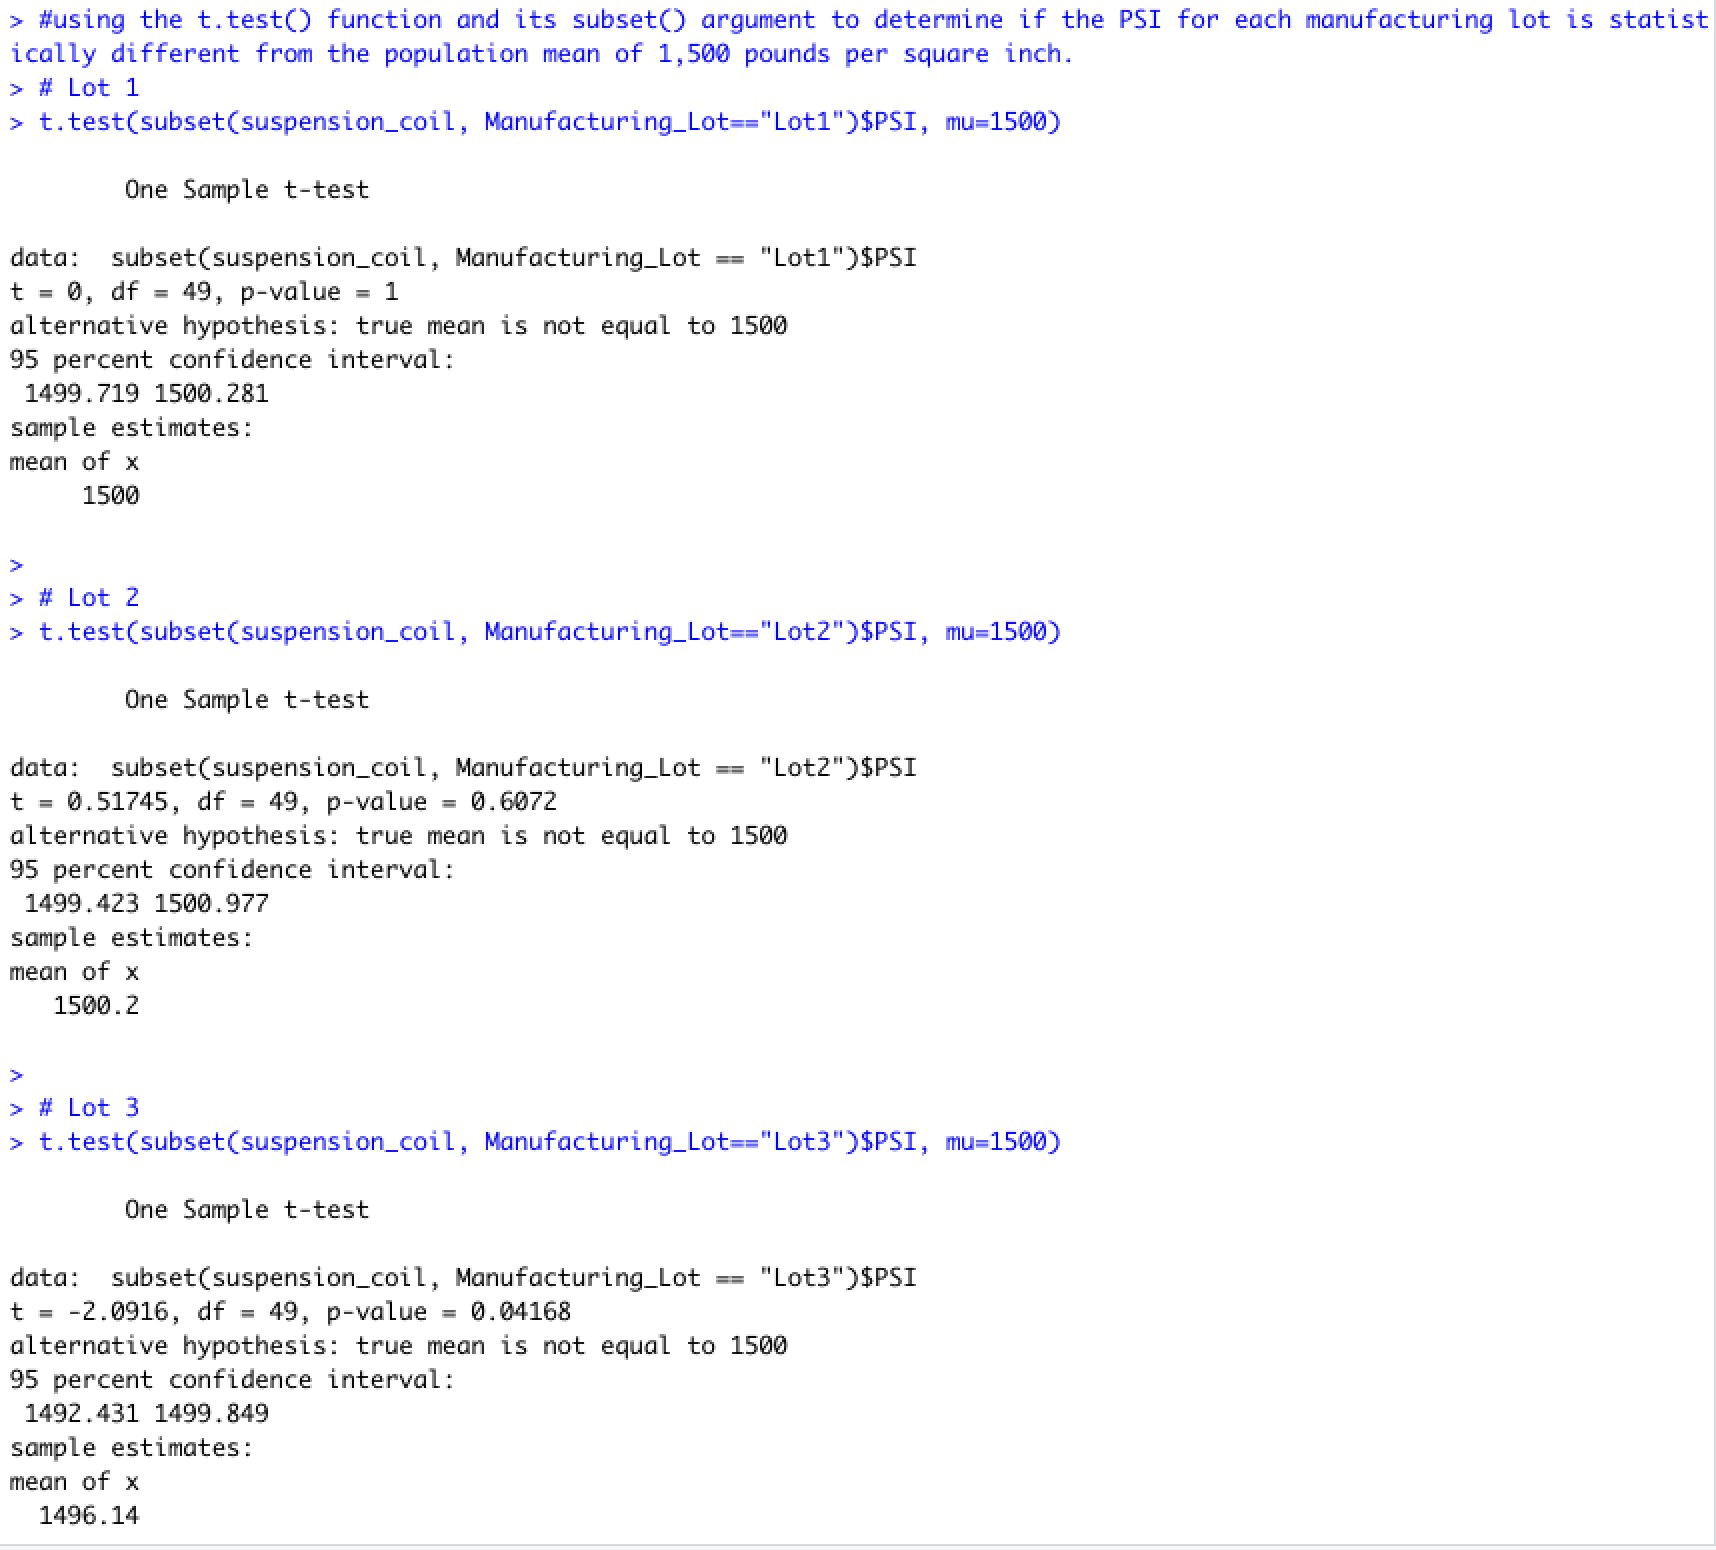 > #using the t.test() function and its subset() argument to determine if the PSI for each manufacturing lot is statist
ically different from the population mean of 1,500 pounds per square inch.
> # Lot 1
> t.test(subset(suspension_coil, Manufacturing_Lot=="Lot1")$PSI, mu=1500)
One Sample t-test
data:  subset(suspension_coil, Manufacturing_Lot == "Lot1")$PSI
t = 0, df = 49, p-value = 1
alternative hypothesis: true mean is not equal to 1500
95 percent confidence interval:
1499.719 1500.281
sample estimates:
mean of x
1500
>
> # Lot 2
> t.test(subset(suspension_coil, Manufacturing_Lot=="Lot2")$PSI, mu=1500)
One Sample t-test
data:  subset(suspension_coil, Manufacturing_Lot == "Lot2")$PSI
t = 0.51745, df = 49, p-value = 0.6072
alternative hypothesis: true mean is not equal to 1500
95 percent confidence interval:
1499.423 1500.977
sample estimates:
mean of x
1500.2
>
> # Lot 3
> t.test(subset(suspension_coil, Manufacturing_Lot=="Lot3")$PSI, mu=1500)
One Sample t-test
data:  subset(suspension_coil, Manufacturing_Lot == "Lot3")$PSI
t = -2.0916, df = 49, p-value = 0.04168
alternative hypothesis: true mean is not equal to 1500
95 percent confidence interval:
1492.431 1499.849
sample estimates:
mean of x
1496.14